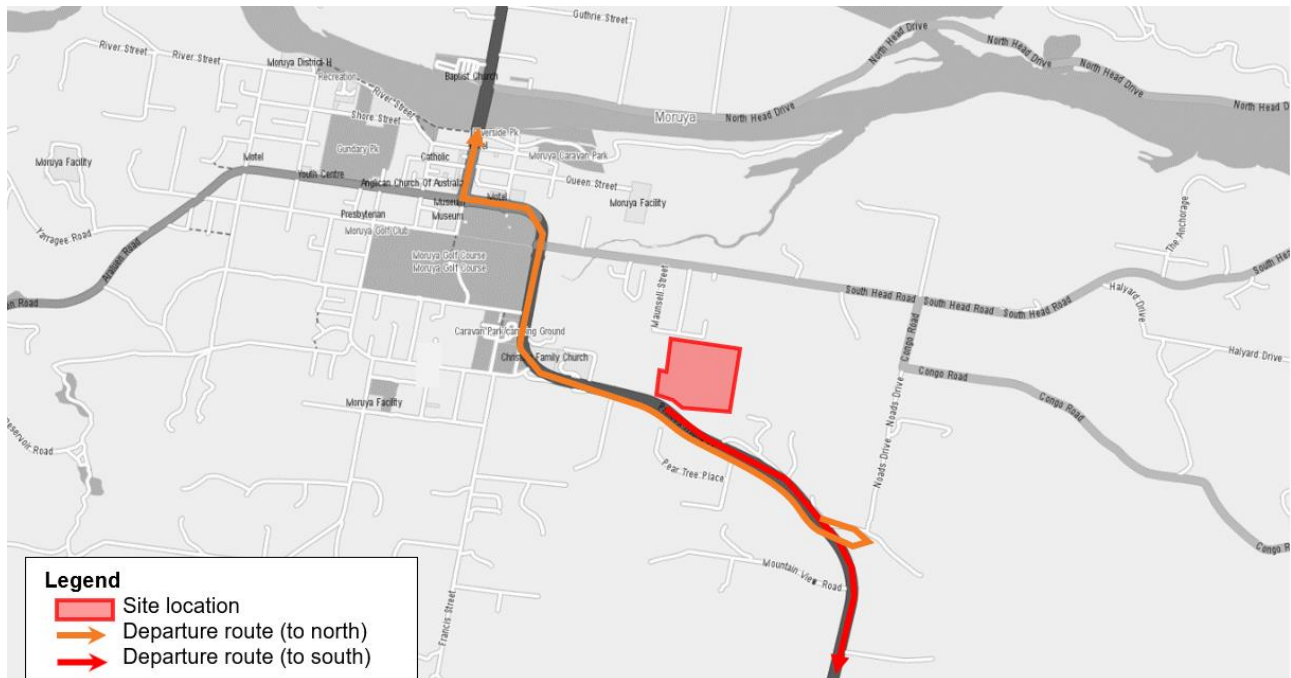 Guthrie Street
River Street
River Street
North Head Drive
North Head Drive
North Head Drive
North Head Drive
North Head Drive
North Head Drive
Moruya District H
Baptist Church
Recreation
River Street
Shore Street
Moruya
Gundary Pk
Riverside Pk
Motel
Catholic
Moruya Caravan Park
Moruya Facility
Youth Centre
Anglican Church Of Australia
Museum
Motel
Queen Street
Moruya Facility
Presbyterian
Museum
Moruya Golf Club
Yarragee Road
Araluen Road
Moruya Golf Course
Moruya Golf Course
The Anchorage
Maunsell Street
South Head Road
South Head Road
South Head Road
South Head
South Head
Halyard Drive
Halyard Drive
Caravan Park/camping Ground
Christian Family Church
Congo Road
Congo Road
Congo Road
Congo Road
Moruya Facility
Noads Drive
Noads Drive
Reservoir Road
Pear Tree Place
Mountain View Road
Francis Street
Legend
Site location
Departure route (to north)
Departure route (to south)